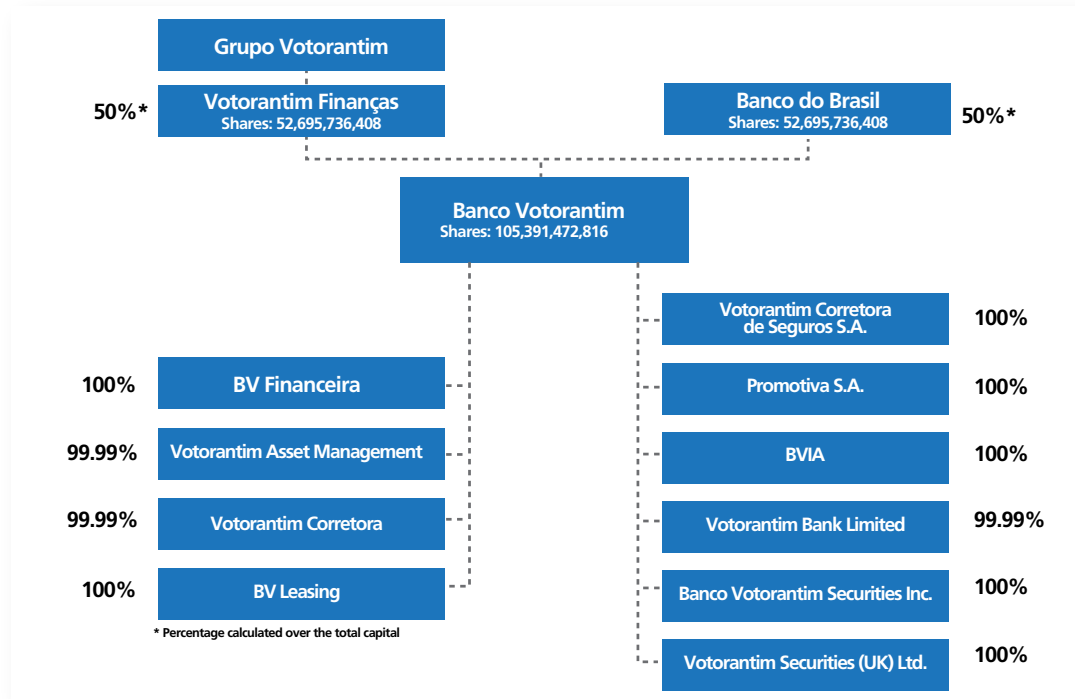 Grupo Votorantim
50%*
Votorantim Finanças
Shares: 52,695,736,408
Banco do Brasil
Shares: 52,695,736,408
50%*
Banco Votorantim
Shares: 105,391,472,816
100%
BV Financeira
99.99%
Votorantim Asset Management
99.99%
Votorantim Corretora
100%
BV Leasing
* Percentage calculated over the total capital
Votorantim Corretora
de Seguros S.A.
100%
Promotiva S.A.
100%
BVIA
100%
Votorantim Bank Limited
99.99%
Banco Votorantim Securities Inc.
100%
Votorantim Securities (UK) Ltd.
100%